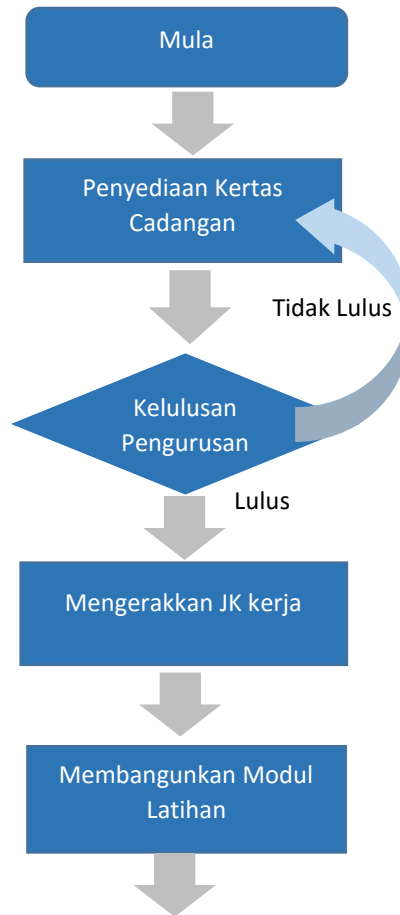 Mula
Penyediaan Kertas
Cadangan
Tidak Lulus
Kelulusan
Pengurusan
Lulus
Mengerakkan JK kerja
Membangunkan Modul
Latihan